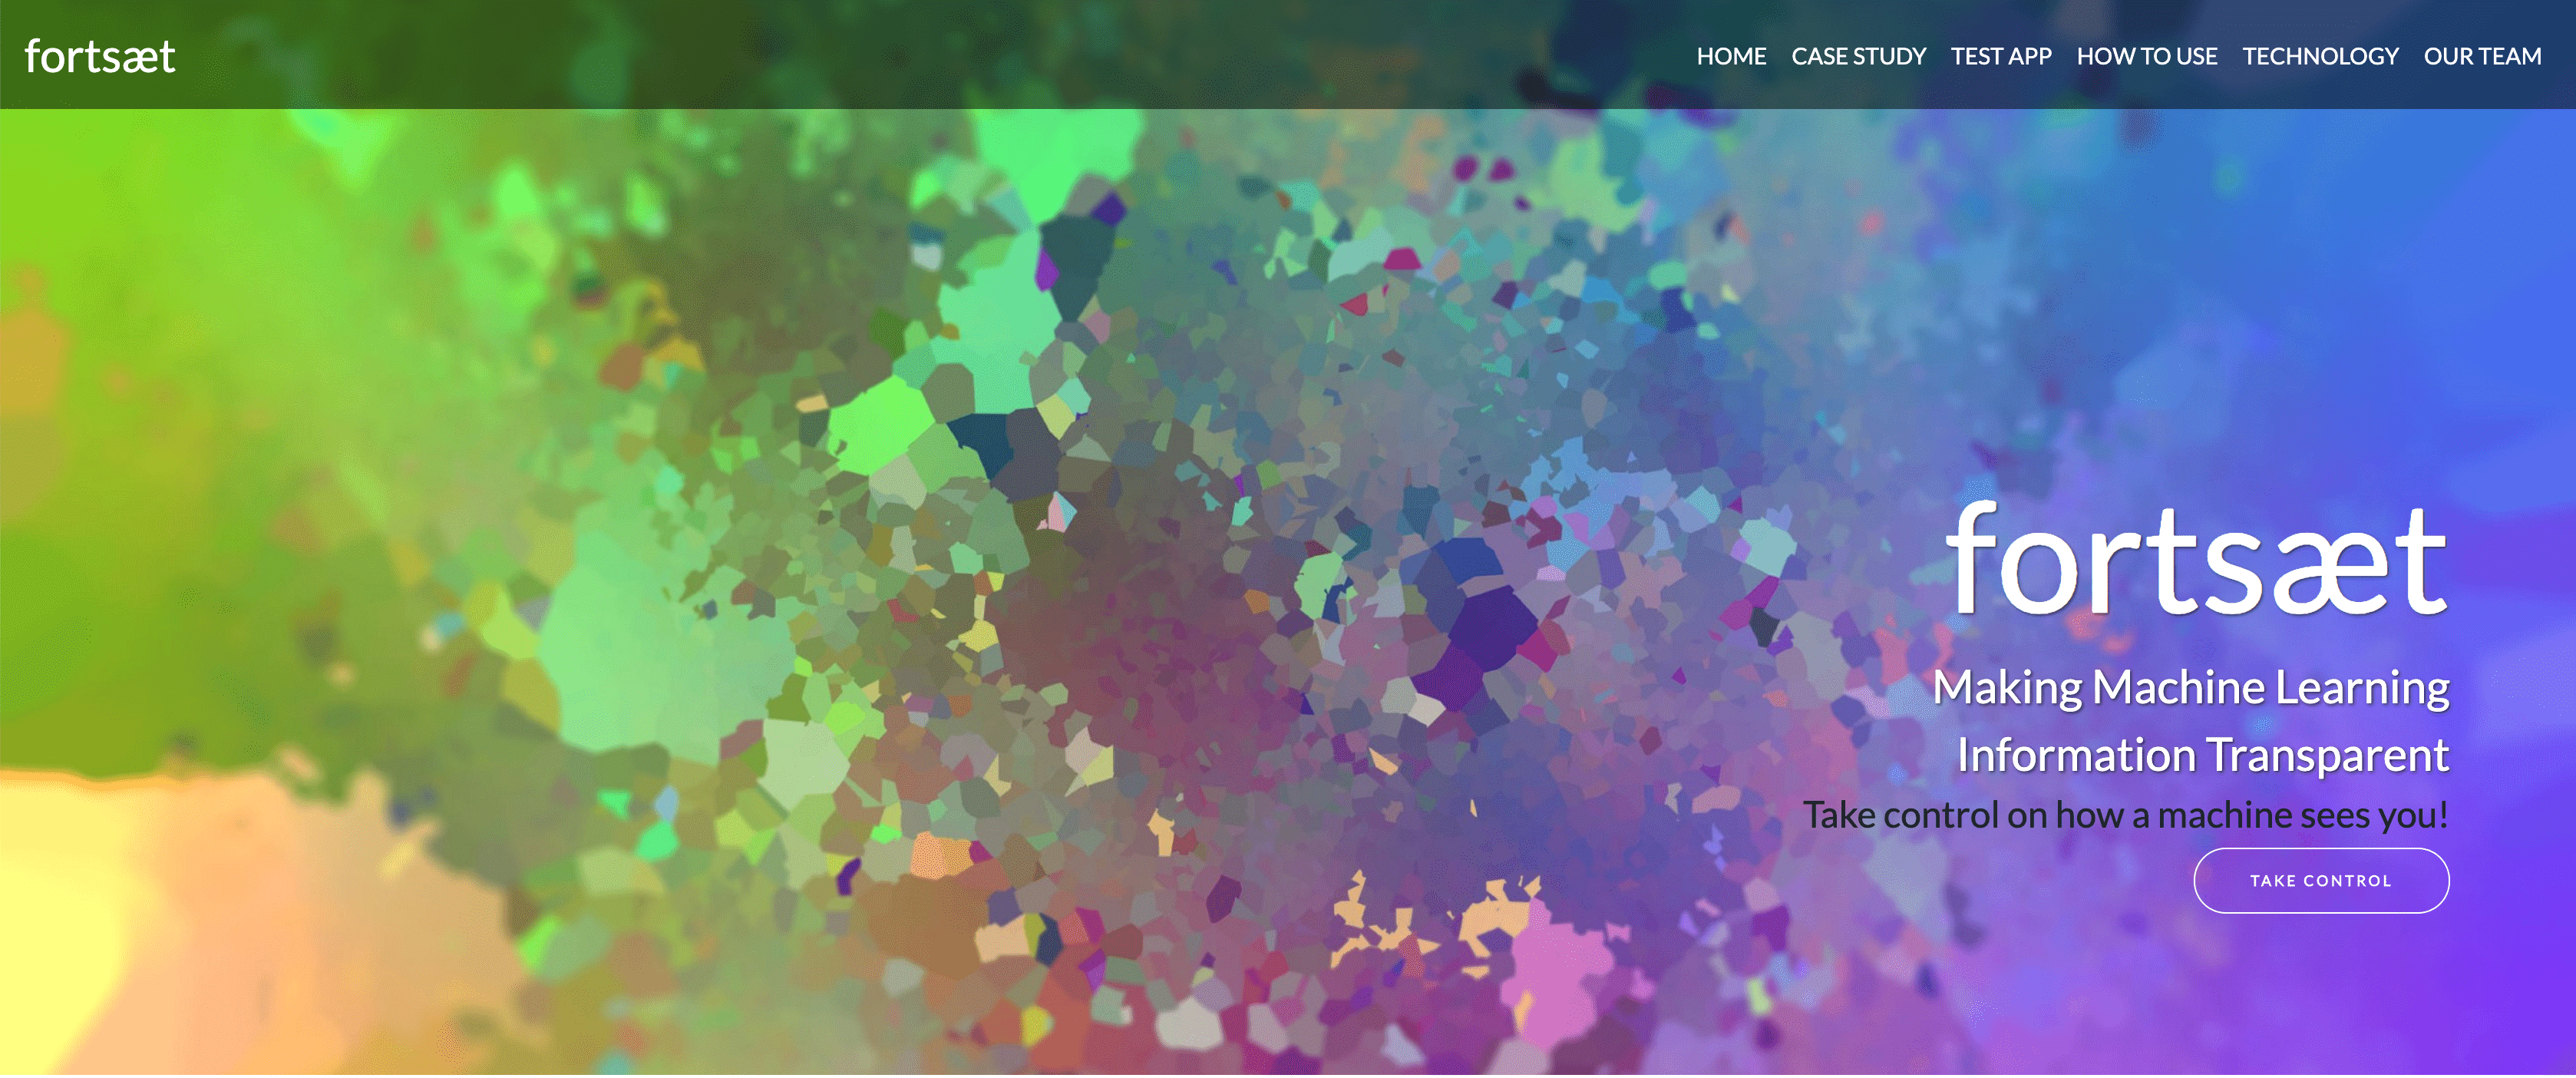 fortsæt
HOME CASE STUDY TEST APP HOW TO USE TECHNOLOGY OUR TEAM
fortsæt
Making Machine Learning
Information Transparent
Take control on how a machine sees you!
TAKE CONTROL